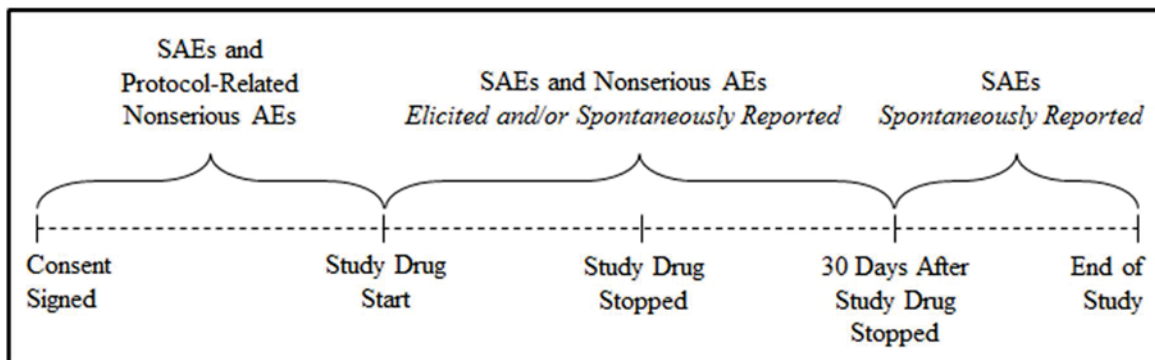 SAEs and
Protocol-Related
Nonserious AEs
SAEs and Nonserious AEs
Elicited and/or Spontaneously Reported
SAEs
Spontaneously Reported
Consent
Signed
Study Drug
Start
Study Drug
Stopped
30 Days After
Study Drug
Stopped
End of
Study